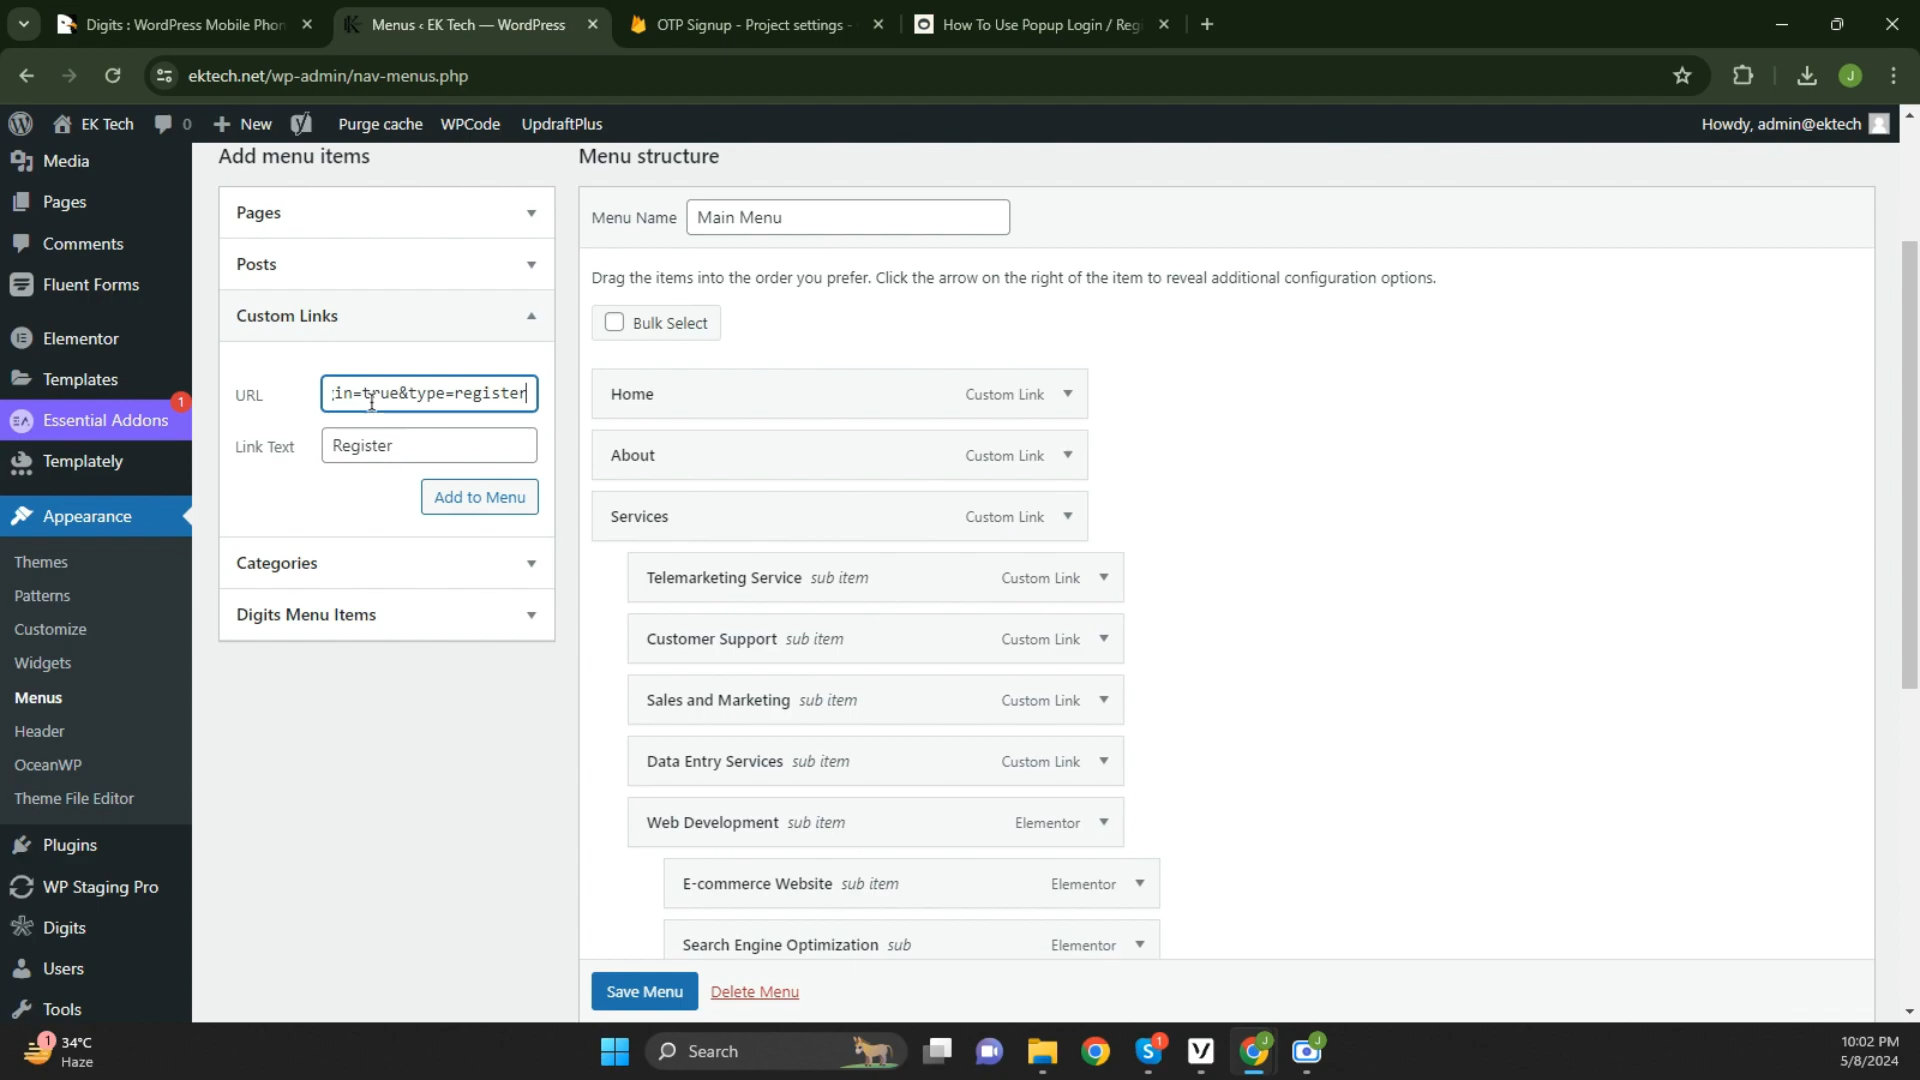 Digits : WordPress Mobile Phon
Menus ‹ EK Tech — WordPress
OTP Signup - Project settings -
How To Use Popup Login / Regi
ektech.net/wp-admin/nav-menus.php
J
EK Tech
0
New
Purge cache
WPCode
UpdraftPlus
Howdy, admin@ektech
Media
Pages
Comments
Fluent Forms
Elementor
Templates
1
Essential Addons
Templately
Appearance
Themes
Patterns
Customize
Widgets
Menus
Header
OceanWP
Theme File Editor
Plugins
WP Staging Pro
Digits
Users
Tools
Add menu items
Pages
Posts
Custom Links
URL
in=true&type=register
Link Text
Register
Add to Menu
Categories
Digits Menu Items
Menu structure
Menu Name
Main Menu
Drag the items into the order you prefer. Click the arrow on the right of the item to reveal additional configuration options.
Bulk Select
Home Custom Link
About Custom Link
Services Custom Link
Telemarketing Service sub item Custom Link
Customer Support sub item Custom Link
Sales and Marketing sub item Custom Link
Data Entry Services sub item Custom Link
Web Development sub item Elementor
E-commerce Website sub item Elementor
Search Engine Optimization sub Elementor
Save Menu
Delete Menu
1
34°C
Haze
Search
1
J
J
10:02 PM
5/8/2024